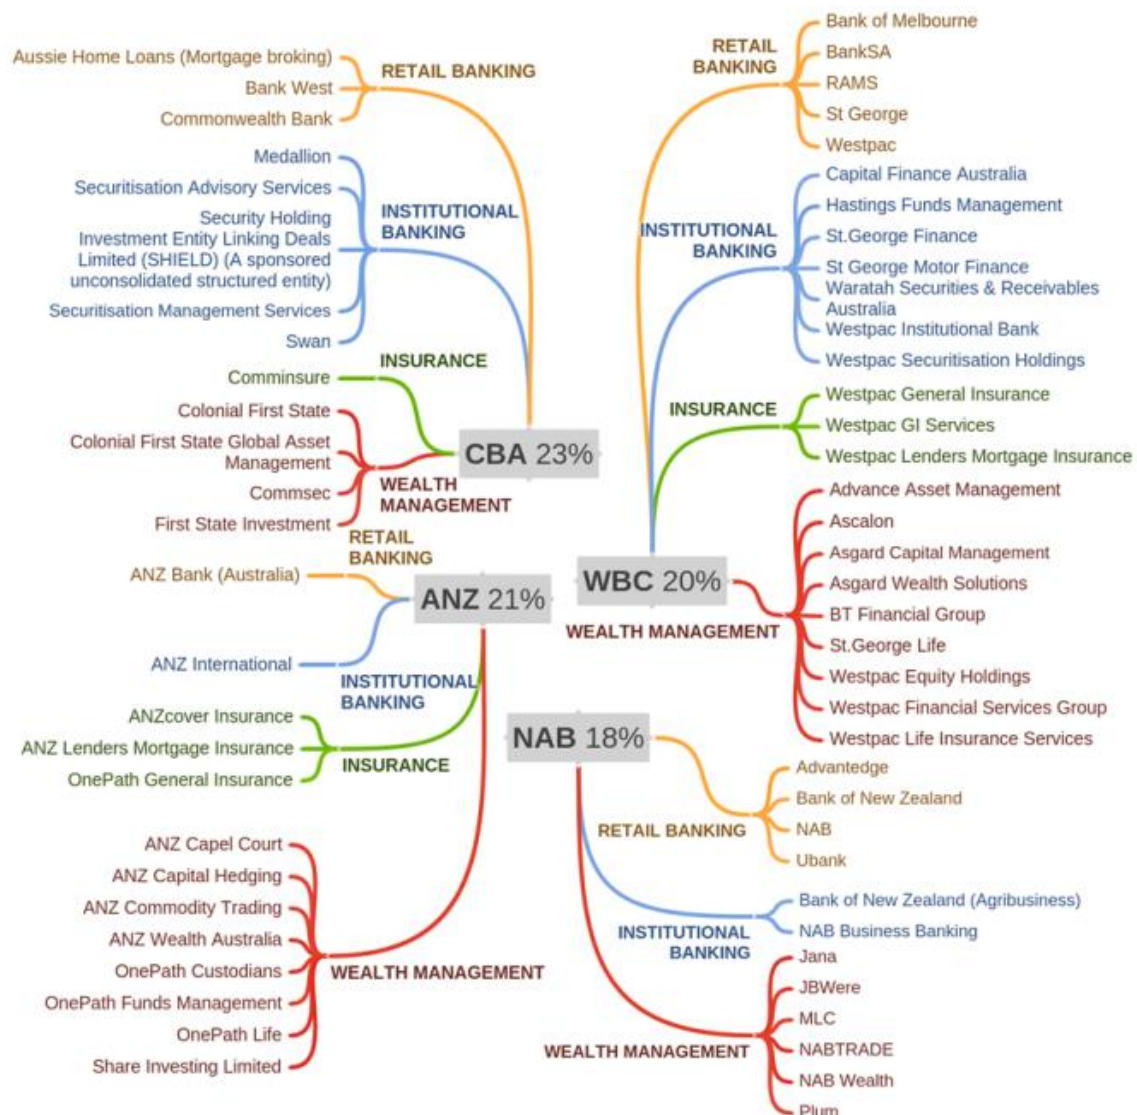 Aussie Home Loans (Mortgage broking)
Bank West
Commonwealth Bank
RETAIL BANKING
Medallion
Securitisation Advisory Services
Security Holding
Investment Entity Linking Deals
Limited (SHIELD) (A sponsored
unconsolidated structured entity)
Securitisation Management Services
Swan
INSTITUTIONAL
BANKING
Comminsure
INSURANCE
Colonial First State
Colonial First State Global Asset
Management
Commsec
First State Investment
WEALTH
MANAGEMENT
CBA 23%
RETAIL
BANKING
ANZ Bank (Australia)
ANZ 21%
ANZ International
INSTITUTIONAL
BANKING
ANZcover Insurance
ANZ Lenders Mortgage Insurance
OnePath General Insurance
INSURANCE
ANZ Capel Court
ANZ Capital Hedging
ANZ Commodity Trading
ANZ Wealth Australia
OnePath Custodians
OnePath Funds Management
OnePath Life
Share Investing Limited
WEALTH MANAGEMENT
RETAIL
BANKING
Bank of Melbourne
BankSA
RAMS
St George
Westpac
INSTITUTIONAL
BANKING
Capital Finance Australia
Hastings Funds Management
St.George Finance
St George Motor Finance
Waratah Securities & Receivables
Australia
Westpac Institutional Bank
Westpac Securitisation Holdings
INSURANCE
Westpac General Insurance
Westpac GI Services
Westpac Lenders Mortgage Insurance
WBC 20%
WEALTH MANAGEMENT
Advance Asset Management
Ascalon
Asgard Capital Management
Asgard Wealth Solutions
BT Financial Group
St.George Life
Westpac Equity Holdings
Westpac Financial Services Group
Westpac Life Insurance Services
NAB 18%
RETAIL BANKING
Advantedge
Bank of New Zealand
NAB
Ubank
INSTITUTIONAL
BANKING
Bank of New Zealand (Agribusiness)
NAB Business Banking
WEALTH MANAGEMENT
Jana
JBWere
MLC
NABTRADE
NAB Wealth
Plum